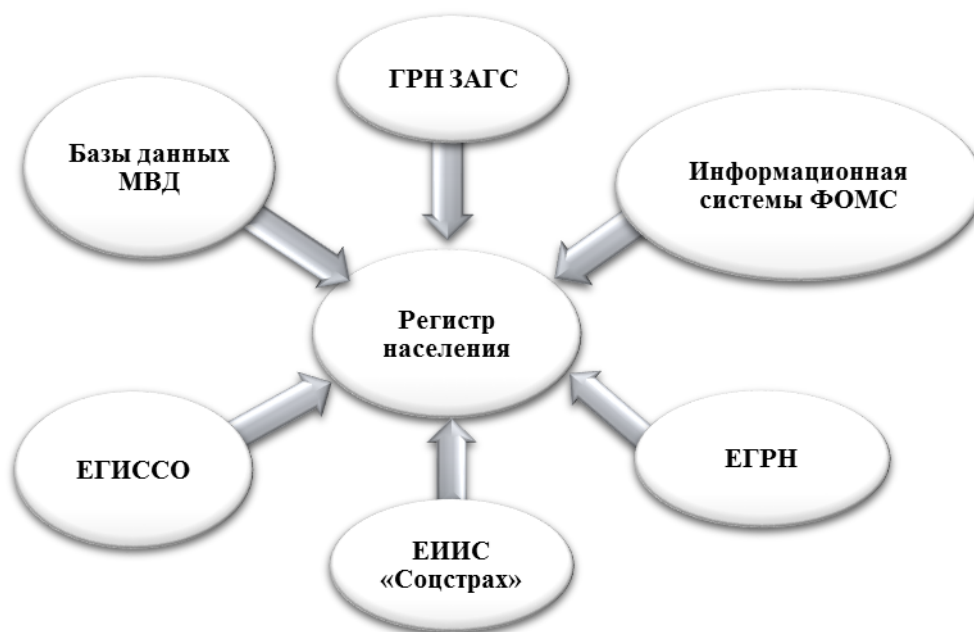 ГРН ЗАГС
Базы данных
МВД
Информационная
системы ФОМС
Регистр
населения
ЕГИССО
ЕГРН
ЕИИС
«Соцстрах»